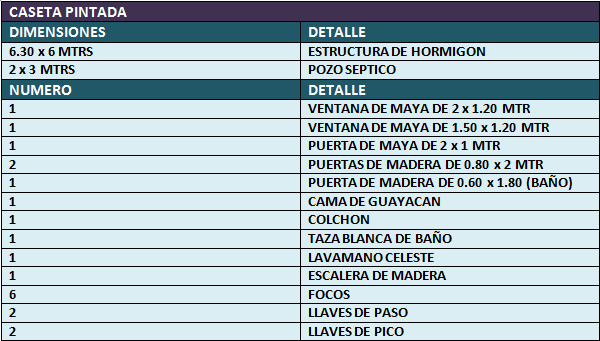 CASETA PINTADA
DIMENSIONES DETALLE
6.30 x 6 MTRS ESTRUCTURA DE HORMIGON
2 x 3 MTRS POZO SEPTICO
NUMERO DETALLE
1 VENTANA DE MAYA DE 2 x 1.20 MTR
1 VENTANA DE MAYA DE 1.50 x 1.20 MTR
1 PUERTA DE MAYA DE 2 x 1 MTR
2 PUERTAS DE MADERA DE 0.80 x 2 MTR
1 PUERTA DE MADERA DE 0.60 x 1.80 (BAÑO)
1 CAMA DE GUAYACAN
1 COLCHON
1 TAZA BLANCA DE BAÑO
1 LAVAMANO CELESTE
1 ESCALERA DE MADERA
6 FOCOS
2 LLAVES DE PASO
2 LLAVES DE PICO